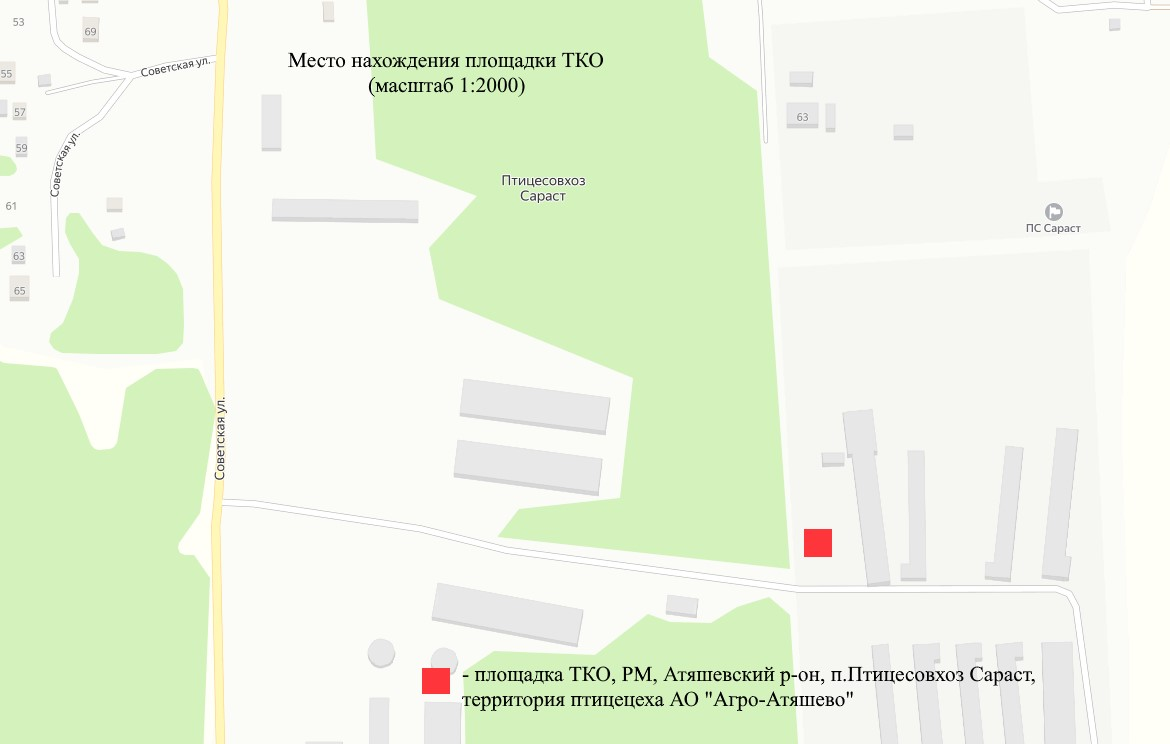 53
69
Место нахождения площадки ТКО
(масштаб 1:2000)
Советская ул.
55
57
63
59
Советская ул.
Птицесовхоз
Сараст
61
ПС Сараст
63
65
Советская ул.
- площадка ТКО, РМ, Атяшевский р-он, п.Птицесовхоз Сараст,
территория птицецеха АО "Агро-Атяшево"